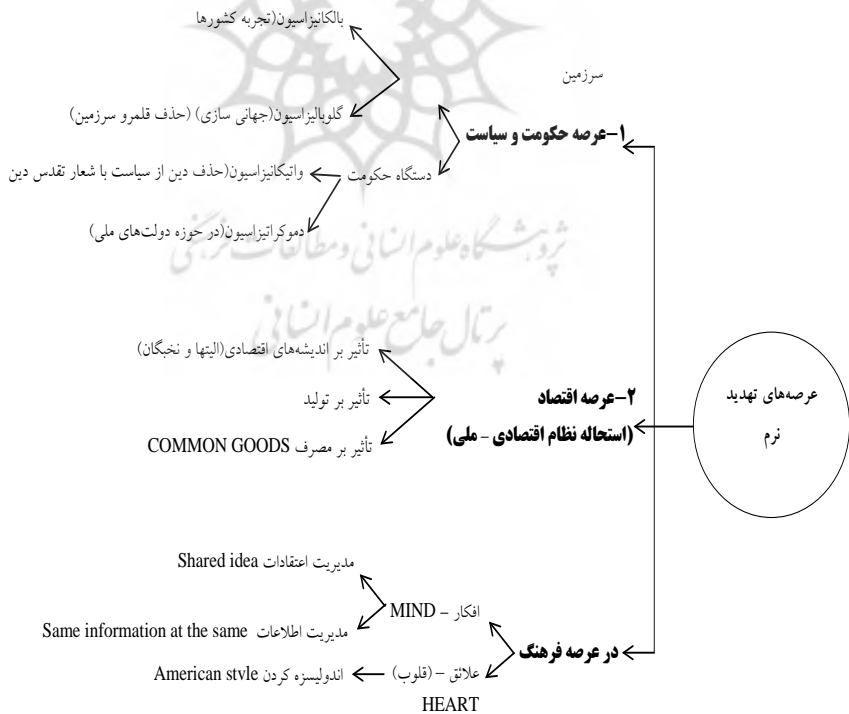 بالکانیزاسیون(تجربه کشورها
سرزمین
گلوبالیزاسیون(جهانی سازی) (حذف قلمرو سرزمین)
۱-عرصه حکومت و سیاست
دستگاه حکومت
واتیکانیزاسیون(حذف دین از سیاست با شعار تقدس دین
دموکراتیزاسیون(در حوزه دولت‌های ملی)
پژوهشگاه علوم انسانی و مطالعات فرهنگی
پرتال جامع علوم انسانی
عرصه‌های تهدید
نرم
تأثیر بر اندیشه‌های اقتصادی(الیتها و نخبگان)
۲-عرصه اقتصاد
تأثیر بر تولید
(استحاله نظام اقتصادی - ملی)
تأثیر بر مصرف COMMON GOODS
مدیریت اعتقادات Shared idea
افکار – MIND
مدیریت اطلاعات Same information at the same
در عرصه فرهنگ
علائق – (قلوب)
اندولیسزه کردن American style
HEART